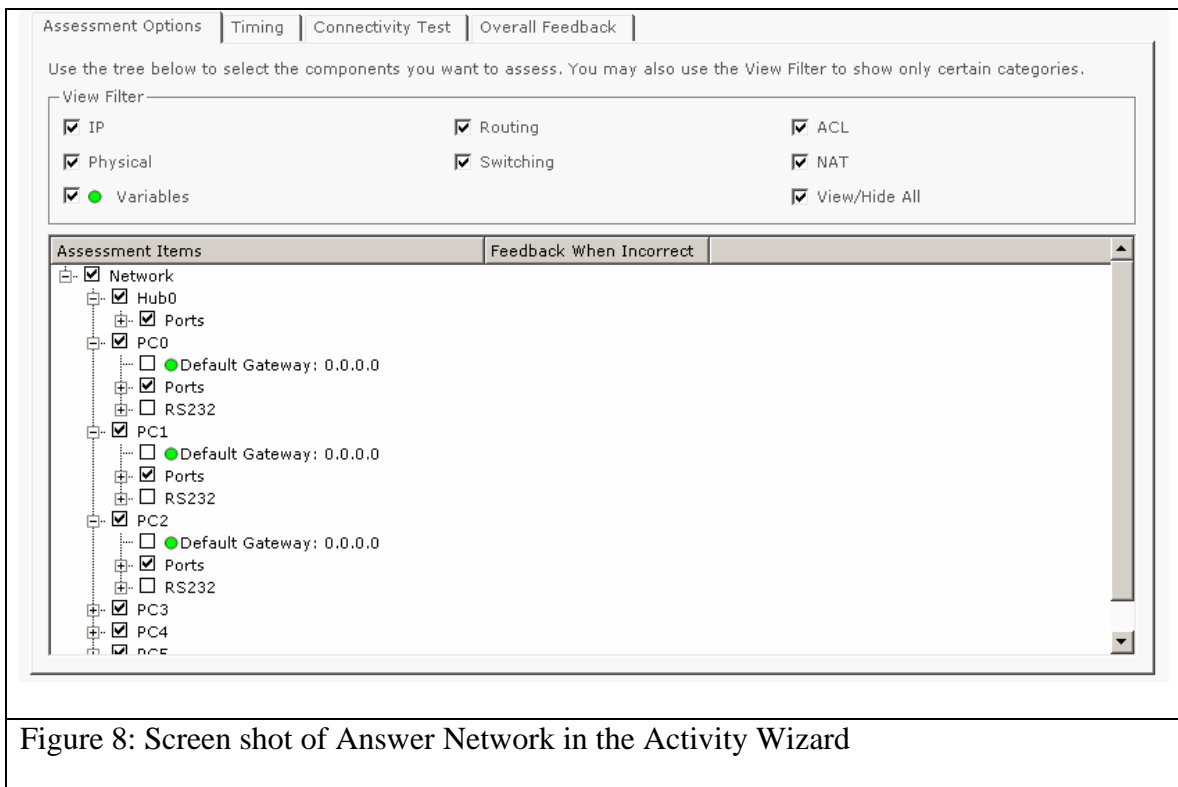 Assessment Options Timing Connectivity Test Overall Feedback
Use the tree below to select the components you want to assess. You may also use the View Filter to show only certain categories.
View Filter
IP Routing ACL
Physical Switching NAT
Variables View/Hide All
Assessment Items Feedback When Incorrect
Network
Hub0
Ports
PC0
Default Gateway: 0.0.0.0
Ports
RS232
PC1
Default Gateway: 0.0.0.0
Ports
RS232
PC2
Default Gateway: 0.0.0.0
Ports
RS232
PC3
PC4
Figure 8: Screen shot of Answer Network in the Activity Wizard